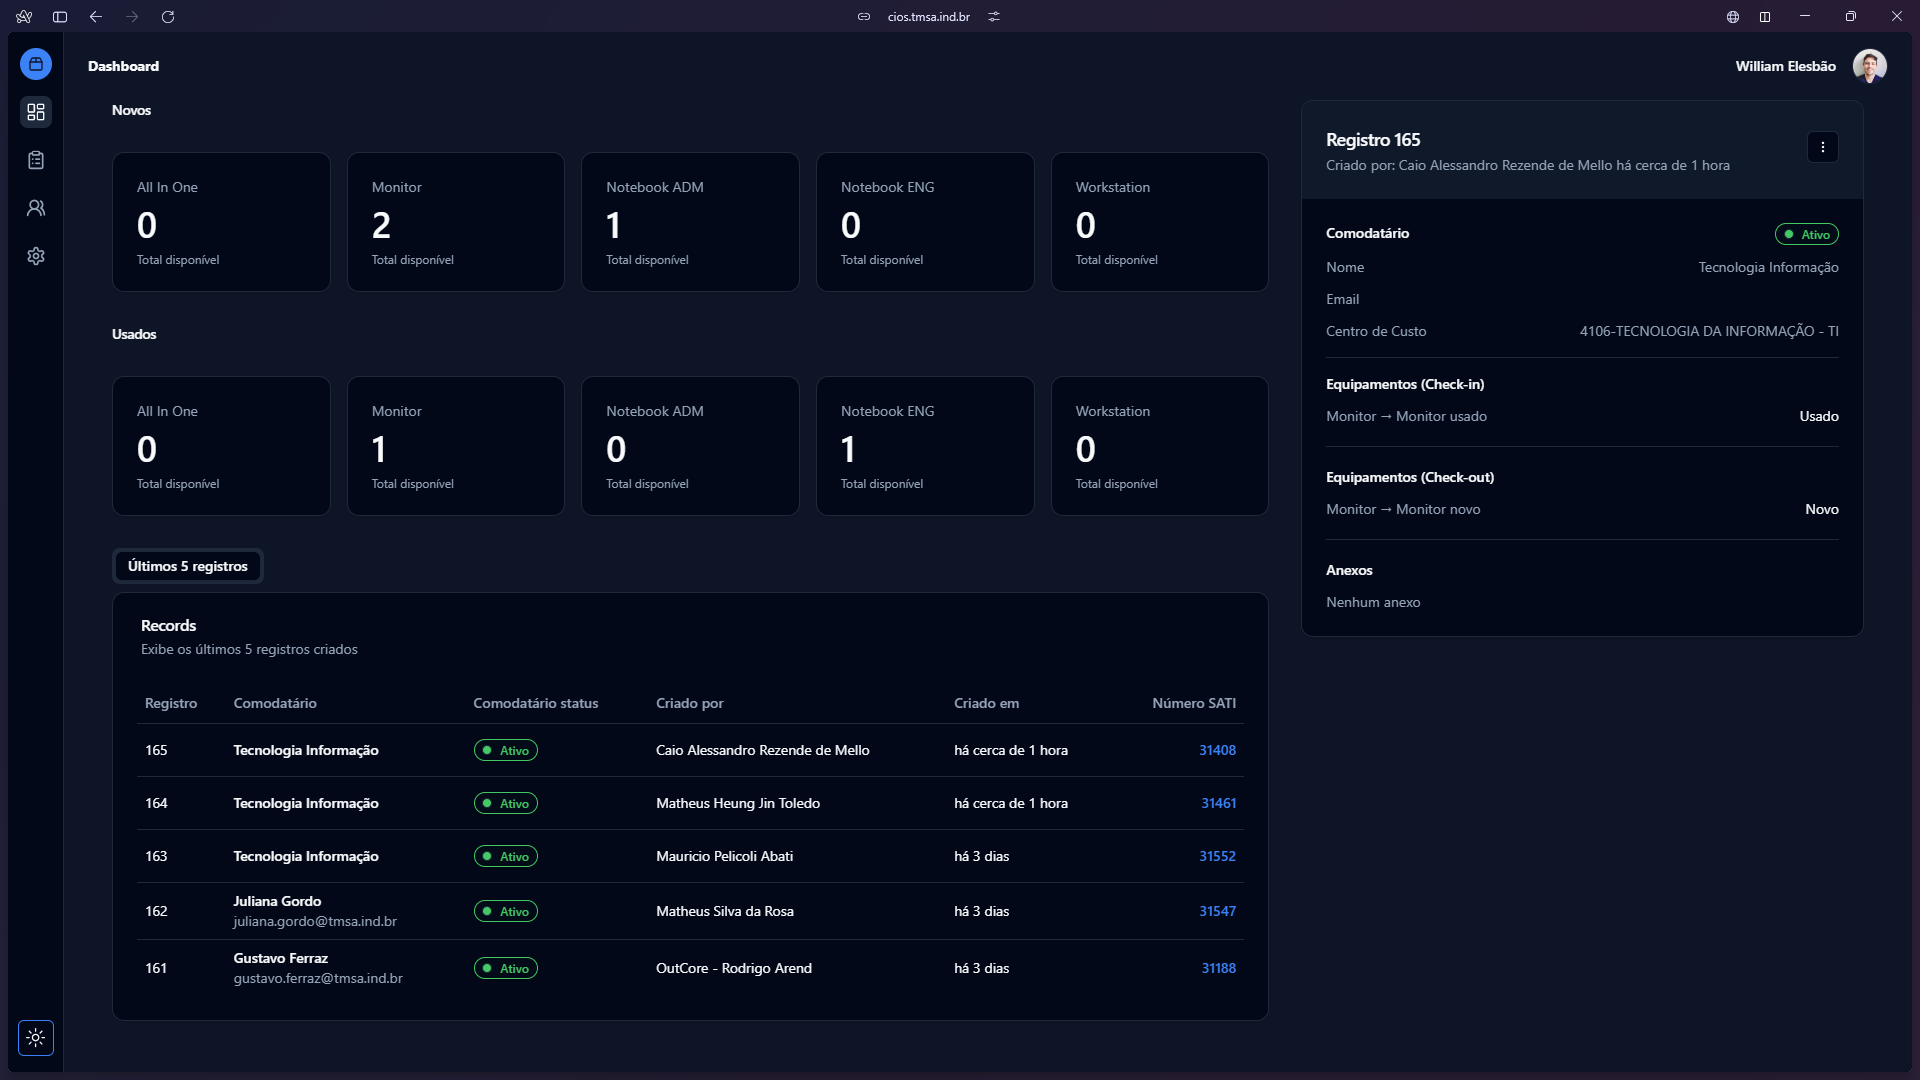 cios.tmsa.ind.br
Dashboard
William Elesbão
Novos
All In One
0
Total disponível
Monitor
2
Total disponível
Notebook ADM
1
Total disponível
Notebook ENG
0
Total disponível
Workstation
0
Total disponível
Usados
All In One
0
Total disponível
Monitor
1
Total disponível
Notebook ADM
0
Total disponível
Notebook ENG
1
Total disponível
Workstation
0
Total disponível
Últimos 5 registros
Records
Exibe os últimos 5 registros criados
Registro Comodatário Comodatário status Criado por Criado em Número SATI
165 Tecnologia Informação Ativo Caio Alessandro Rezende de Mello há cerca de 1 hora 31408
164 Tecnologia Informação Ativo Matheus Heung Jin Toledo há cerca de 1 hora 31461
163 Tecnologia Informação Ativo Mauricio Pelicoli Abati há 3 dias 31552
162 Juliana Gordo Ativo Matheus Silva da Rosa há 3 dias 31547
juliana.gordo@tmsa.ind.br
161 Gustavo Ferraz Ativo OutCore - Rodrigo Arend há 3 dias 31188
gustavo.ferraz@tmsa.ind.br
Registro 165
Criado por: Caio Alessandro Rezende de Mello há cerca de 1 hora
Comodatário Ativo
Nome Tecnologia Informação
Email
Centro de Custo 4106-TECNOLOGIA DA INFORMAÇÃO - TI
Equipamentos (Check-in)
Monitor → Monitor usado Usado
Equipamentos (Check-out)
Monitor → Monitor novo Novo
Anexos
Nenhum anexo